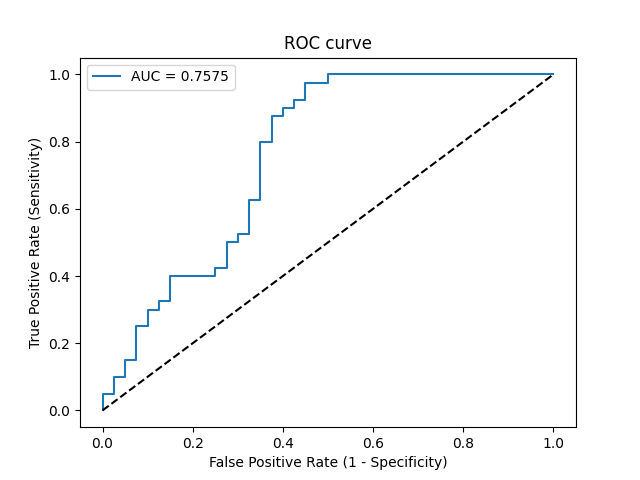 ROC curve
AUC = 0.7575
True Positive Rate (Sensitivity)
1.0
0.8
0.6
0.4
0.2
0.0
0.0 0.2 0.4 0.6 0.8 1.0
False Positive Rate (1 - Specificity)